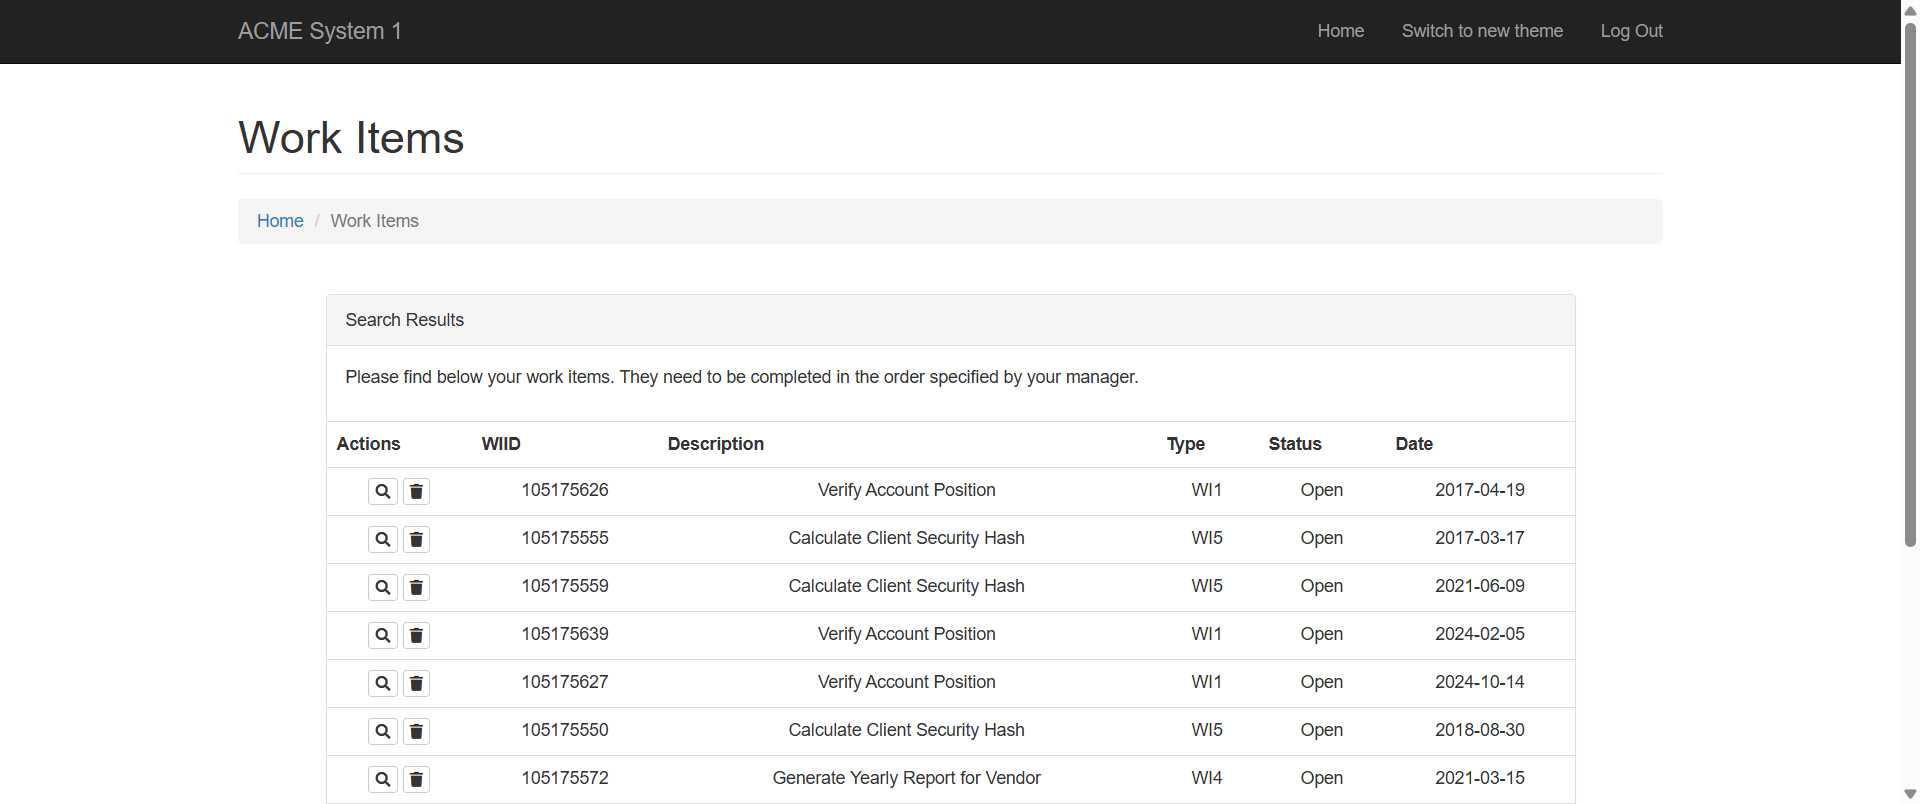 ACME System 1 Home Switch to new theme Log Out
Work Items
Home / Work Items
Search Results
Please find below your work items. They need to be completed in the order specified by your manager.
Actions WIID Description Type Status Date
105175626 Verify Account Position WI1 Open 2017-04-19
105175555 Calculate Client Security Hash WI5 Open 2017-03-17
105175559 Calculate Client Security Hash WI5 Open 2021-06-09
105175639 Verify Account Position WI1 Open 2024-02-05
105175627 Verify Account Position WI1 Open 2024-10-14
105175550 Calculate Client Security Hash WI5 Open 2018-08-30
105175572 Generate Yearly Report for Vendor WI4 Open 2021-03-15